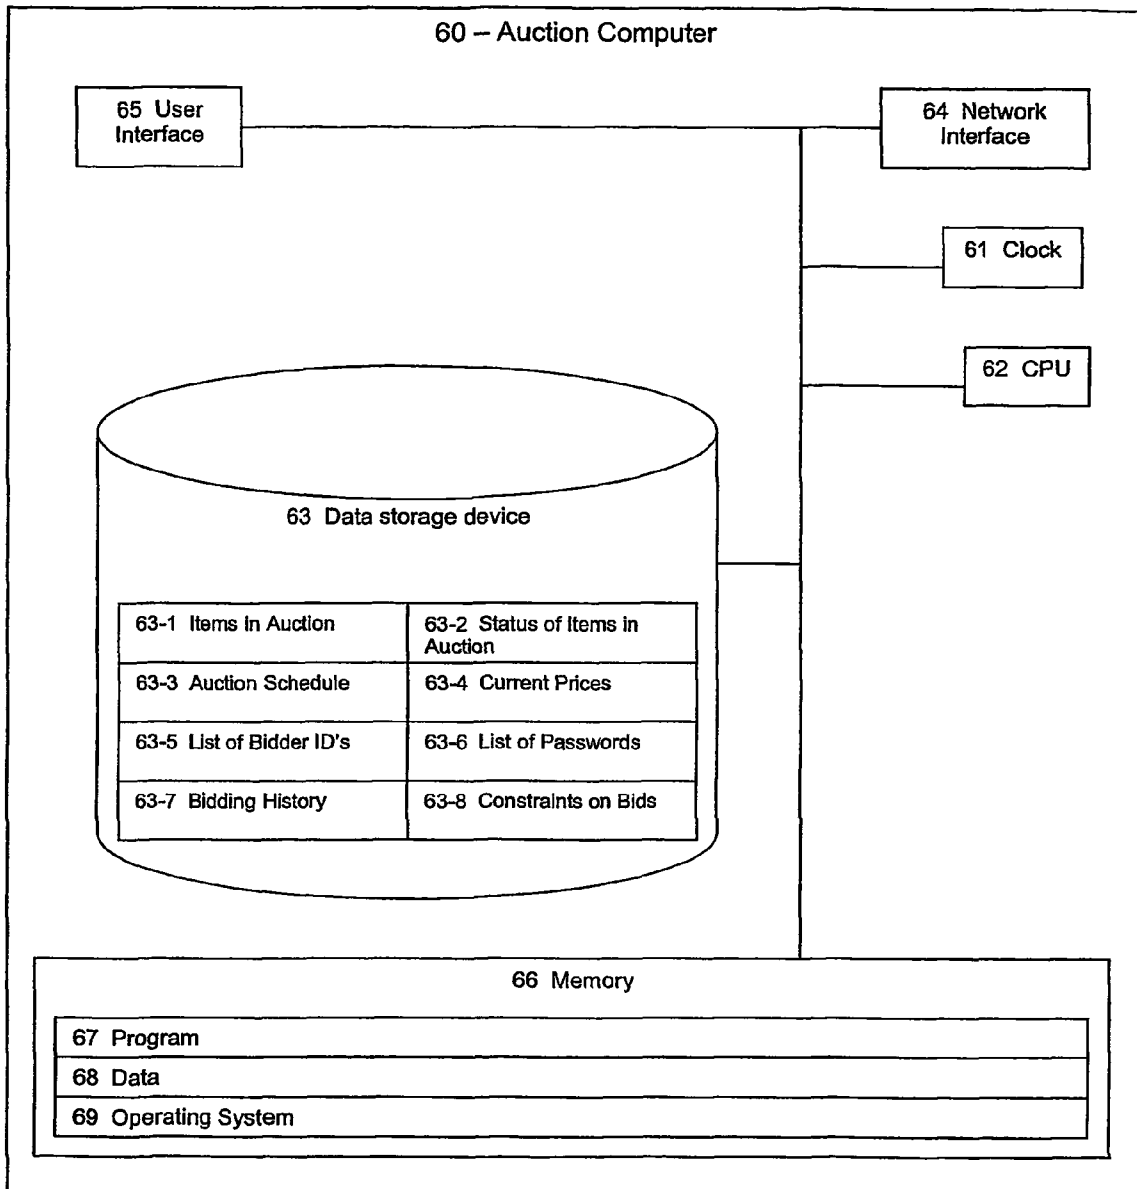 60 – Auction Computer
65 User
Interface
64 Network
Interface
61 Clock
62 CPU
63 Data storage device
63-1 Items in Auction
63-2 Status of Items in
Auction
63-3 Auction Schedule
63-4 Current Prices
63-5 List of Bidder ID's
63-6 List of Passwords
63-7 Bidding History
63-8 Constraints on Bids
66 Memory
67 Program
68 Data
69 Operating System